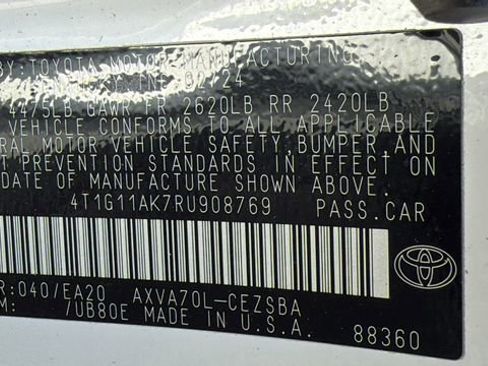 BY: TOYOTA MOTOR MANUFACTURING
02/24
4475LB GAWR FR 2620LB RR 2420LB
VEHICLE CONFORMS TO ALL APPLICABLE
RAL MOTOR VEHICLE SAFETY, BUMPER, AND
PREVENTION STANDARDS IN EFFECT ON
DATE OF MANUFACTURE SHOWN ABOVE.
4T1G11AK7RU908769 PASS.CAR
R:040/EA20 AXVA70L-CEZSBA
M: /UB80E MADE IN U.S.A. 88360